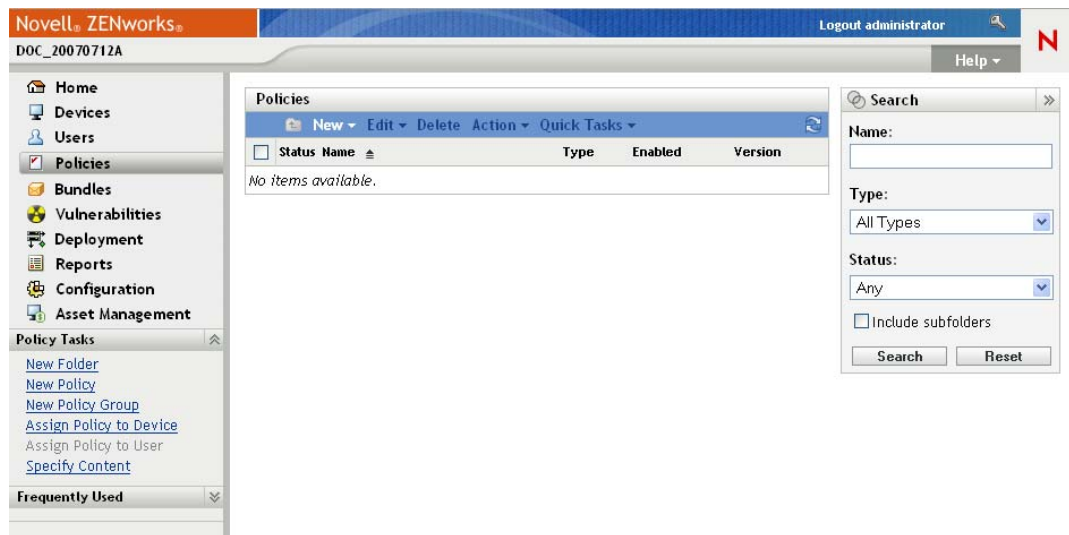 Novell® ZENworks®
Logout administrator
N
DOC_20070712A
Help
Home
Devices
Users
Policies
Bundles
Vulnerabilities
Deployment
Reports
Configuration
Asset Management
Policy Tasks
New Folder
New Policy
New Policy Group
Assign Policy to Device
Assign Policy to User
Specify Content
Frequently Used
Policies
New Edit Delete Action Quick Tasks
Status Name Type Enabled Version
No items available.
Search
Name:
Type:
All Types
Status:
Any
Include subfolders
Search Reset